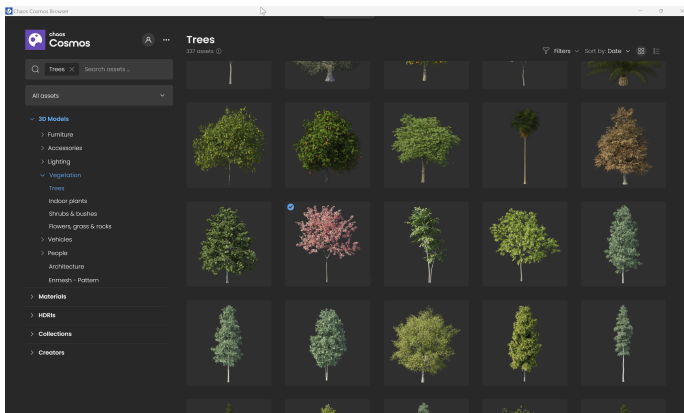 Chaos Cosmos Browser
chaos
Cosmos
Trees
337 assets
Filters
Sort by: Date
Trees
Search assets ...
All assets
3D Models
Furniture
Accessories
Lighting
Vegetation
Trees
Indoor plants
Shrubs & bushes
Flowers, grass & rocks
Vehicles
People
Architecture
Enmesh - Pattern
Materials
HDRIs
Collections
Creators